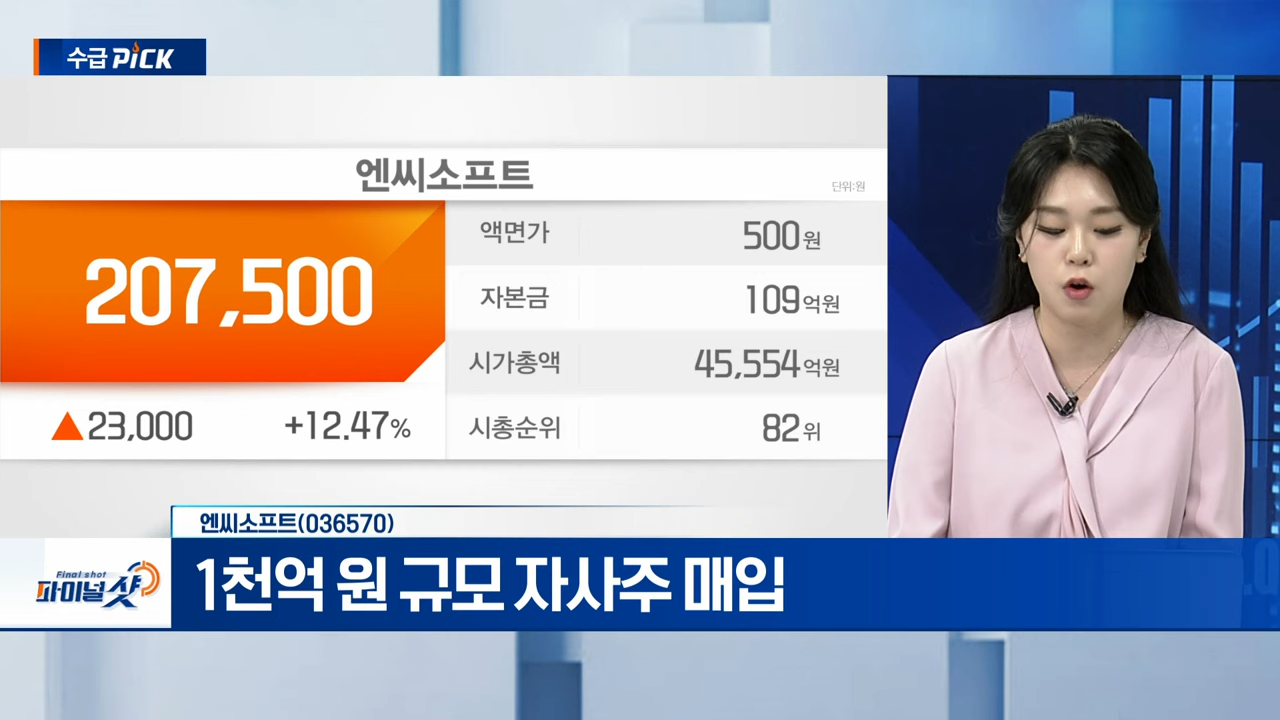 수급 PICK
엔씨소프트
단위:원
207,500
▲23,000 +12.47%
액면가 500원
자본금 109억원
시가총액 45,554억원
시총순위 82위
엔씨소프트(036570)
Final shot
파이널샷
1천억 원 규모 자사주 매입